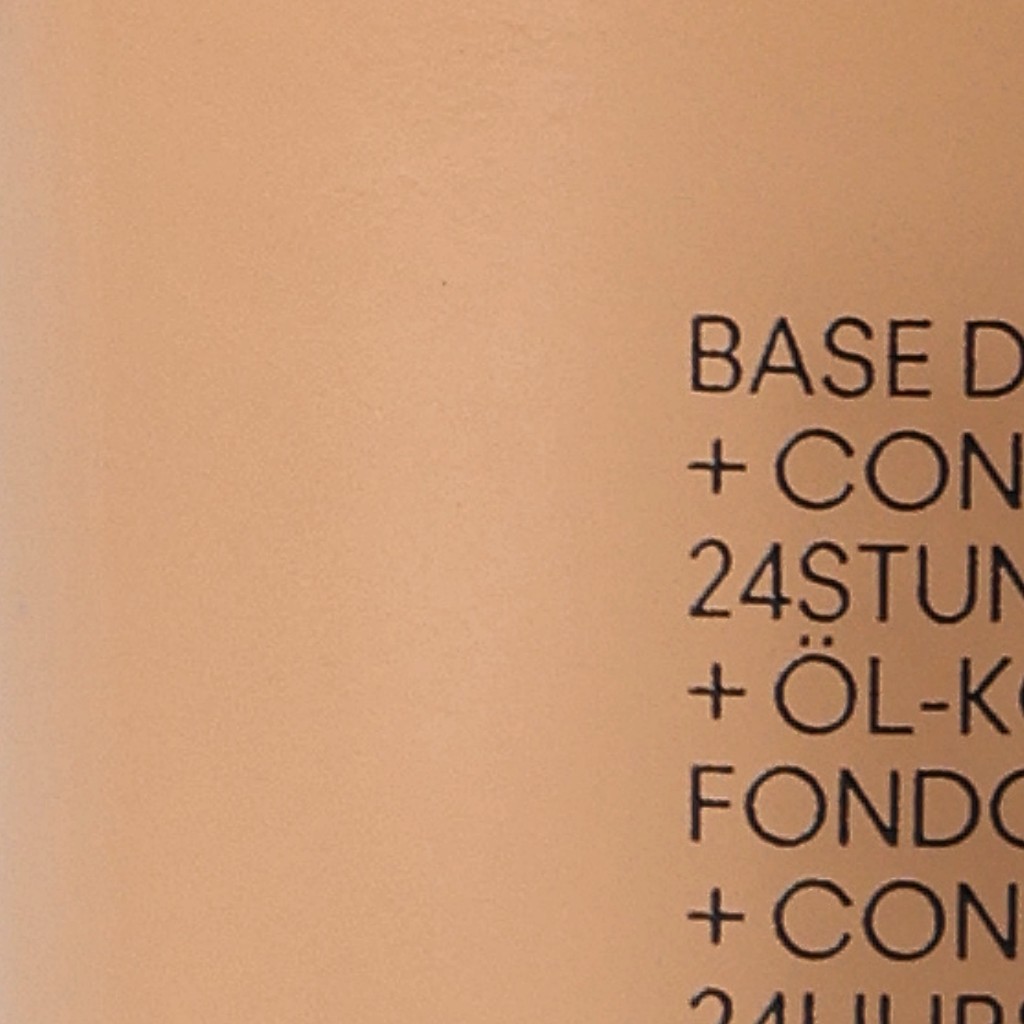 BASE D
+ CON
24STUN
+ ÖL-K
FONDO
+ CON